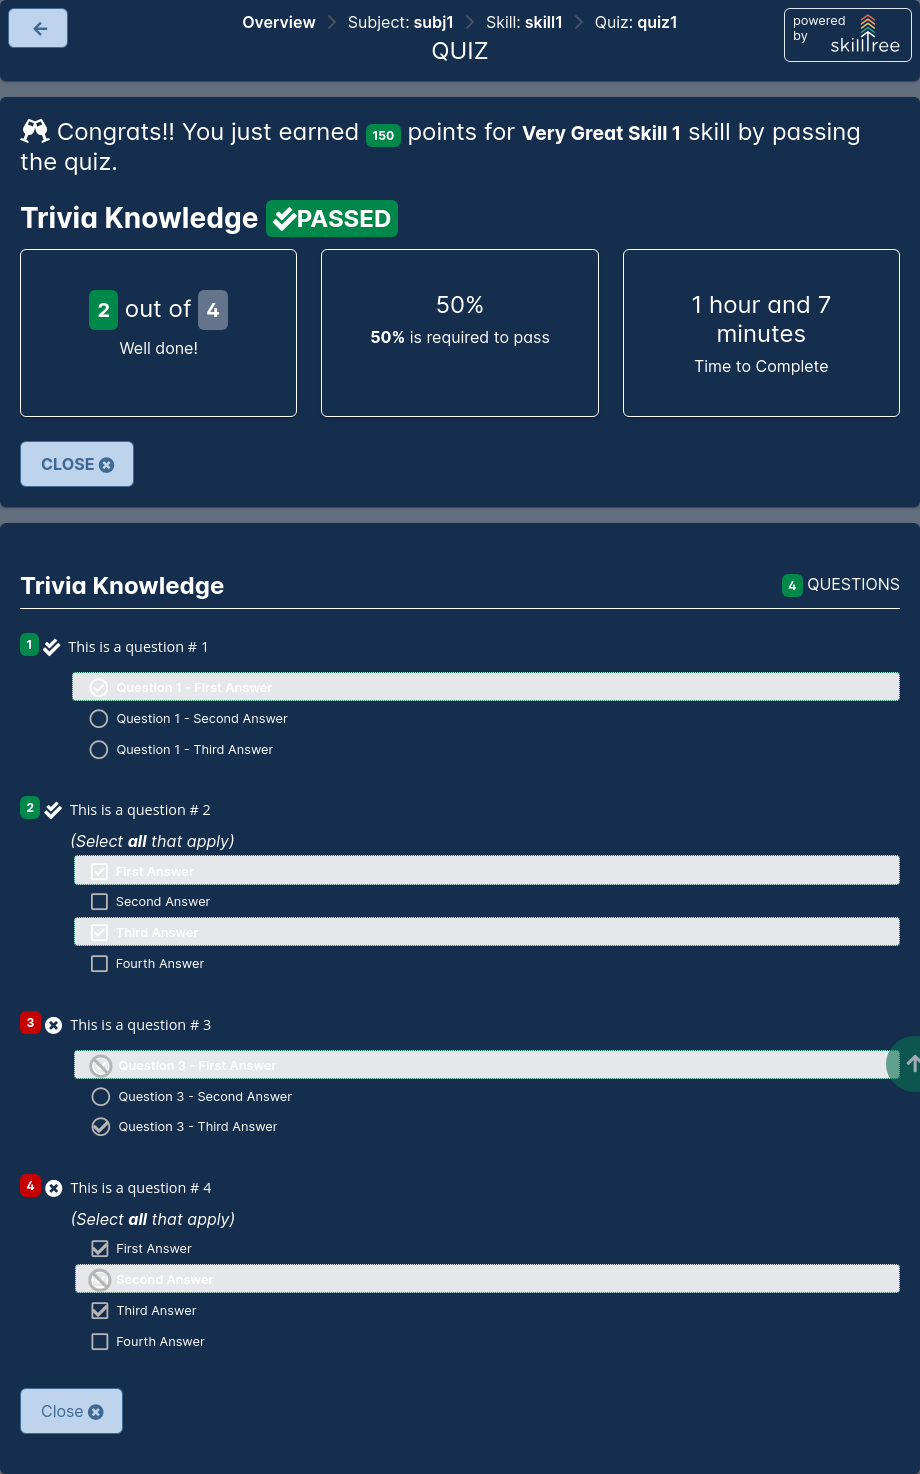 Overview Subject: subj1 Skill: skill1 Quiz: quiz1
QUIZ
powered by skilltree
Congrats!! You just earned 150 points for Very Great Skill 1 skill by passing
the quiz.
Trivia Knowledge PASSED
2 out of 4
Well done!
50%
50% is required to pass
1 hour and 7
minutes
Time to Complete
CLOSE
Trivia Knowledge
4 QUESTIONS
1 This is a question # 1
Question 1 - First Answer
Question 1 - Second Answer
Question 1 - Third Answer
2 This is a question # 2
(Select all that apply)
First Answer
Second Answer
Third Answer
Fourth Answer
3 This is a question # 3
Question 3 - First Answer
Question 3 - Second Answer
Question 3 - Third Answer
4 This is a question # 4
(Select all that apply)
First Answer
Second Answer
Third Answer
Fourth Answer
Close